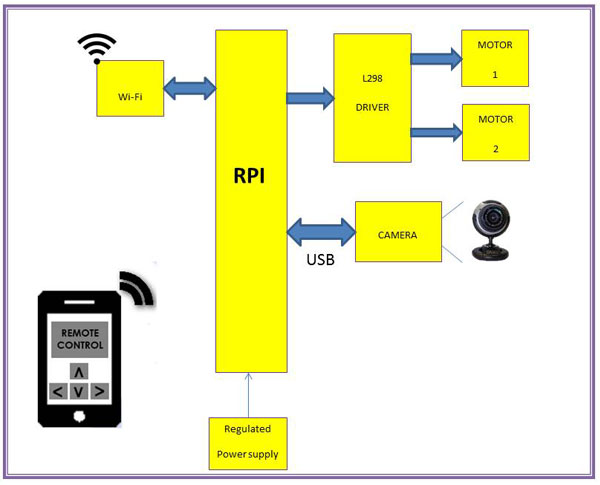 Wi-Fi
RPI
L298
DRIVER
MOTOR
1
MOTOR
2
CAMERA
USB
REMOTE
CONTROL
Regulated
Power supply